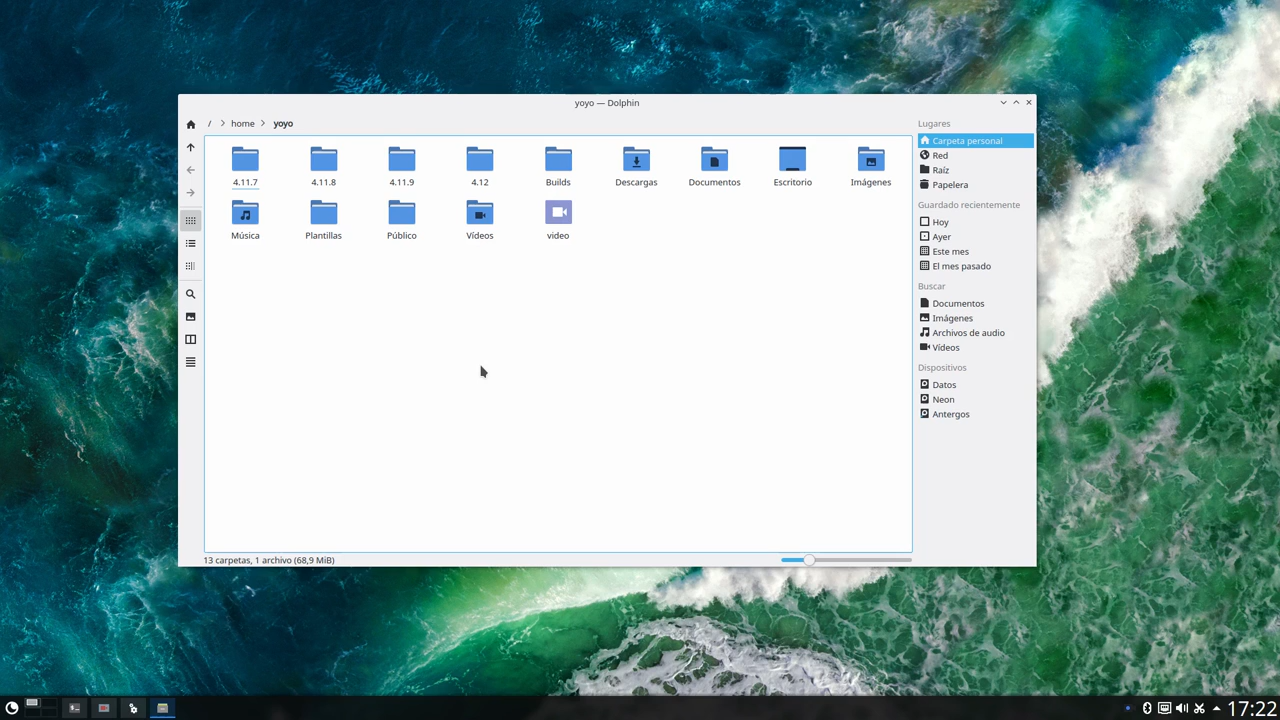 yoyo — Dolphin
/ > home > yoyo
4.11.7 4.11.8 4.11.9 4.12 Builds Descargas Documentos Escritorio Imágenes
Música Plantillas Público Vídeos video
13 carpetas, 1 archivo (68,9 MiB)
Lugares
Carpeta personal
Red
Raíz
Papelera
Guardado recientemente
Hoy
Ayer
Este mes
El mes pasado
Buscar
Documentos
Imágenes
Archivos de audio
Vídeos
Dispositivos
Datos
Neon
Antergos
17:22